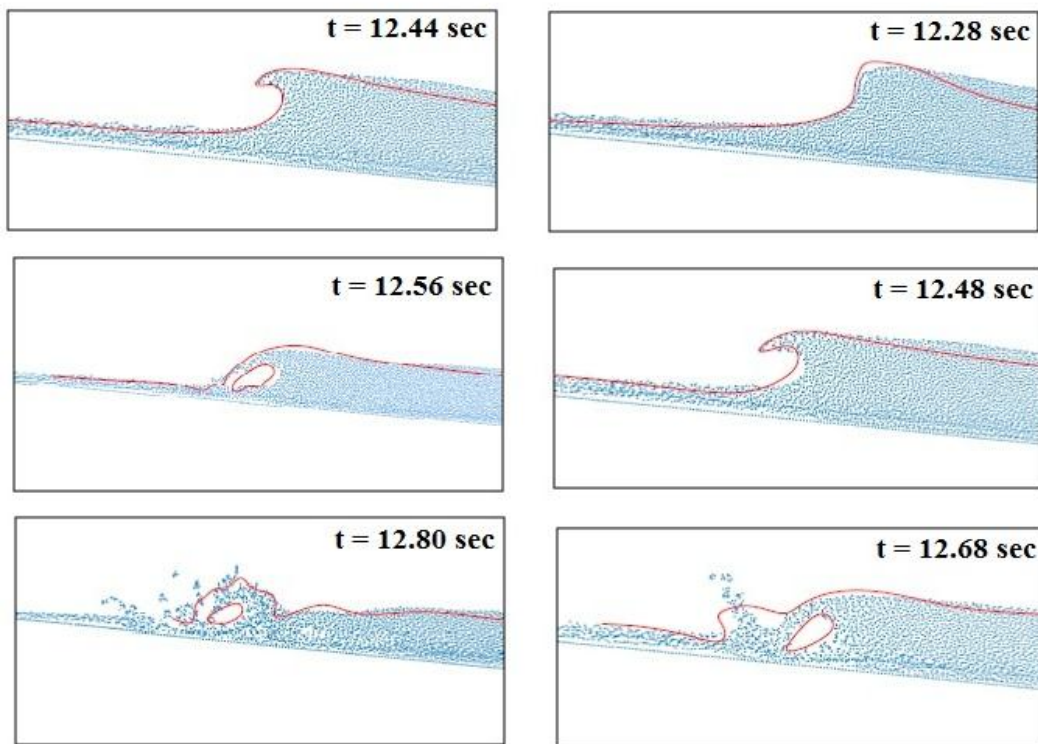 t = 12.44 sec
t = 12.28 sec
t = 12.56 sec
t = 12.48 sec
t = 12.80 sec
t = 12.68 sec